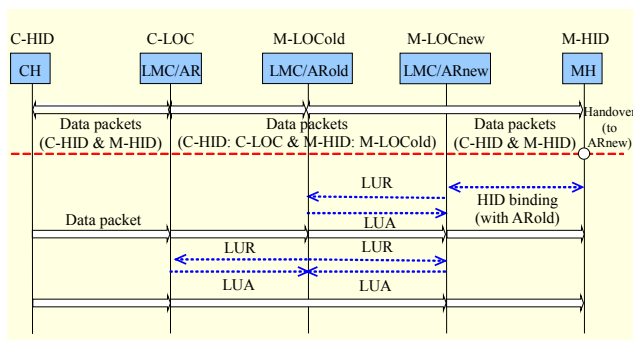 C-HID C-LOC M-LOCold M-LOCnew M-HID
CH LMC/AR LMC/ARold LMC/ARnew MH
Handover
(to
ARnew)
Data packets Data packets Data packets
(C-HID & M-HID) (C-HID: C-LOC & M-HID: M-LOCold) (C-HID & M-HID)
LUR
HID binding
(with ARold)
LUA
Data packet
LUR LUR
LUA LUA